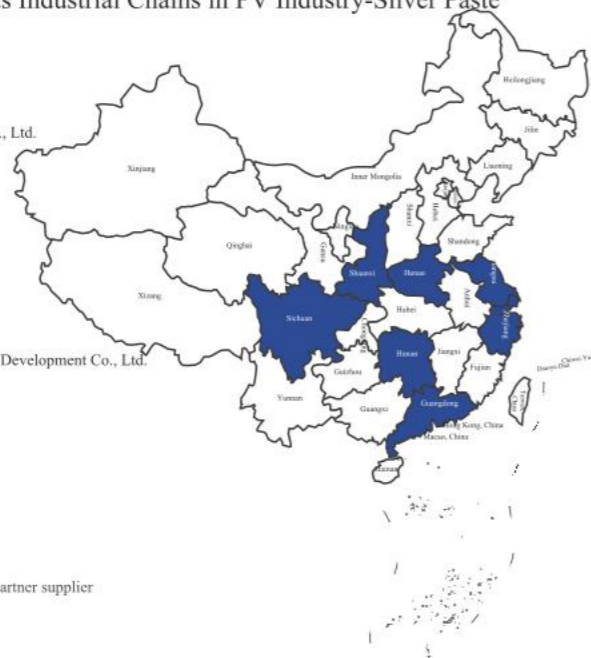 s Industrial Chains in PV Industry-Silver Paste
., Ltd.
Development Co., Ltd.
artner supplier
Heilongjiang
Jilin
Liaoning
Xinjiang
Inner Mongolia
Hebei
Shanxi
Shandong
Qinghai
Gansu
Shaanxi
Henan
Jiangsu
Anhui
Xizang
Hubei
Sichuan
Chongqing
Zhejiang
Hunan
Jiangxi
Guizhou
Fujian
Yunnan
Guangxi
Guangdong
Hong Kong, China
Macao, China
Hainan